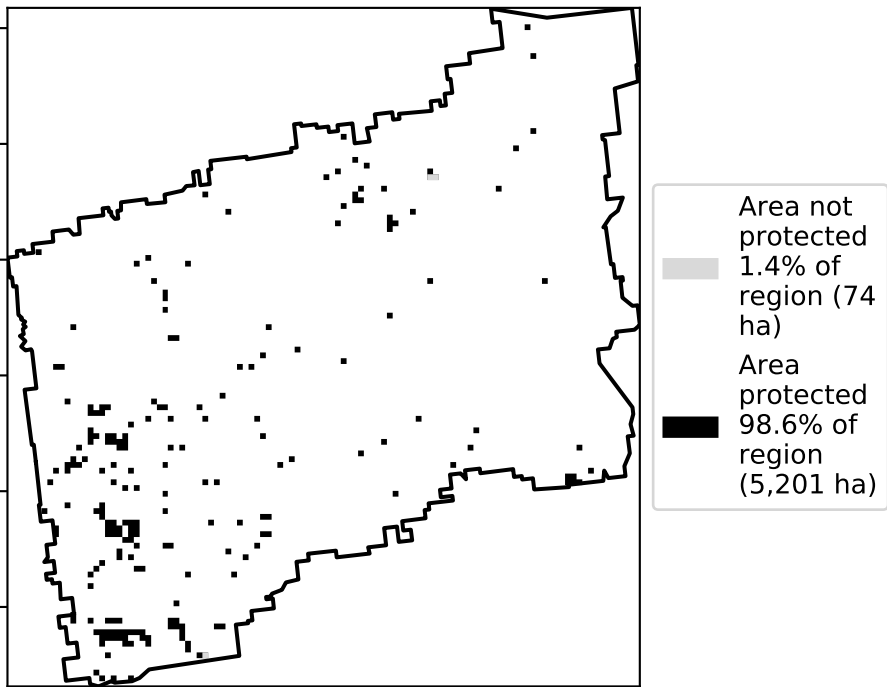 Area not
protected
1.4% of
region (74
ha)
Area
protected
98.6% of
region
(5,201 ha)